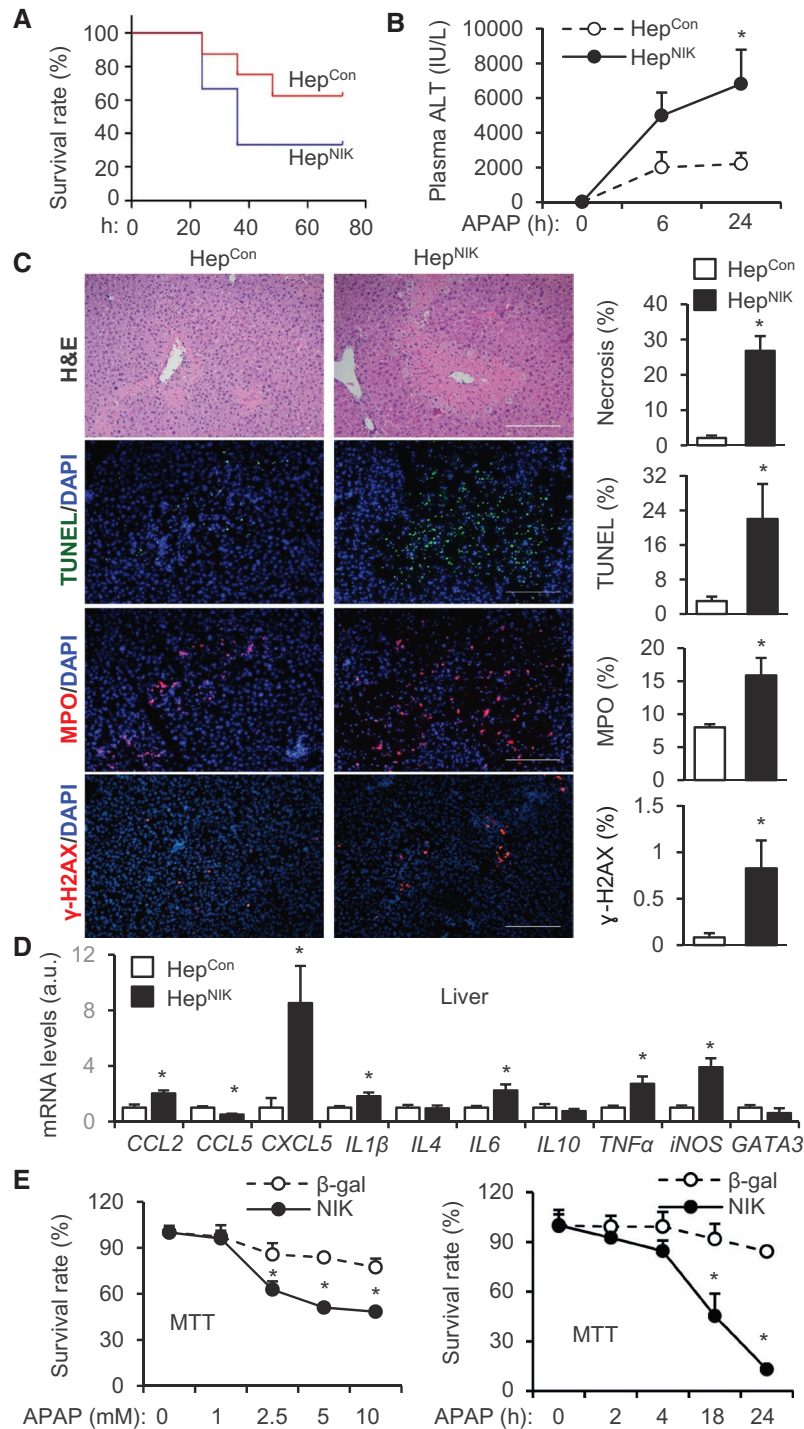 A
Survival rate (%)
100
80
60
40
20
0
Hep^Con
Hep^NIK
h: 0 20 40 60 80
B
Plasma ALT (IU/L)
10000
8000
6000
4000
2000
0
Hep^Con
Hep^NIK
*
APAP (h): 0 6 24
C
Hep^Con Hep^NIK
H&E
TUNEL/DAPI
MPO/DAPI
γ-H2AX/DAPI
Hep^Con
Hep^NIK
Necrosis (%)
40
30
20
10
0
*
TUNEL (%)
32
24
16
8
0
*
MPO (%)
20
15
10
5
0
*
γ-H2AX (%)
1.5
1
0.5
0
*
D
mRNA levels (a.u.)
12
8
4
0
Hep^Con
Hep^NIK
Liver
* * * * * * *
CCL2 CCL5 CXCL5 IL1β IL4 IL6 IL10 TNFα iNOS GATA3
E
Survival rate (%)
120
90
60
30
0
β-gal
NIK
* * *
MTT
APAP (mM): 0 1 2.5 5 10
Survival rate (%)
120
90
60
30
0
β-gal
NIK
* *
MTT
APAP (h): 0 2 4 18 24